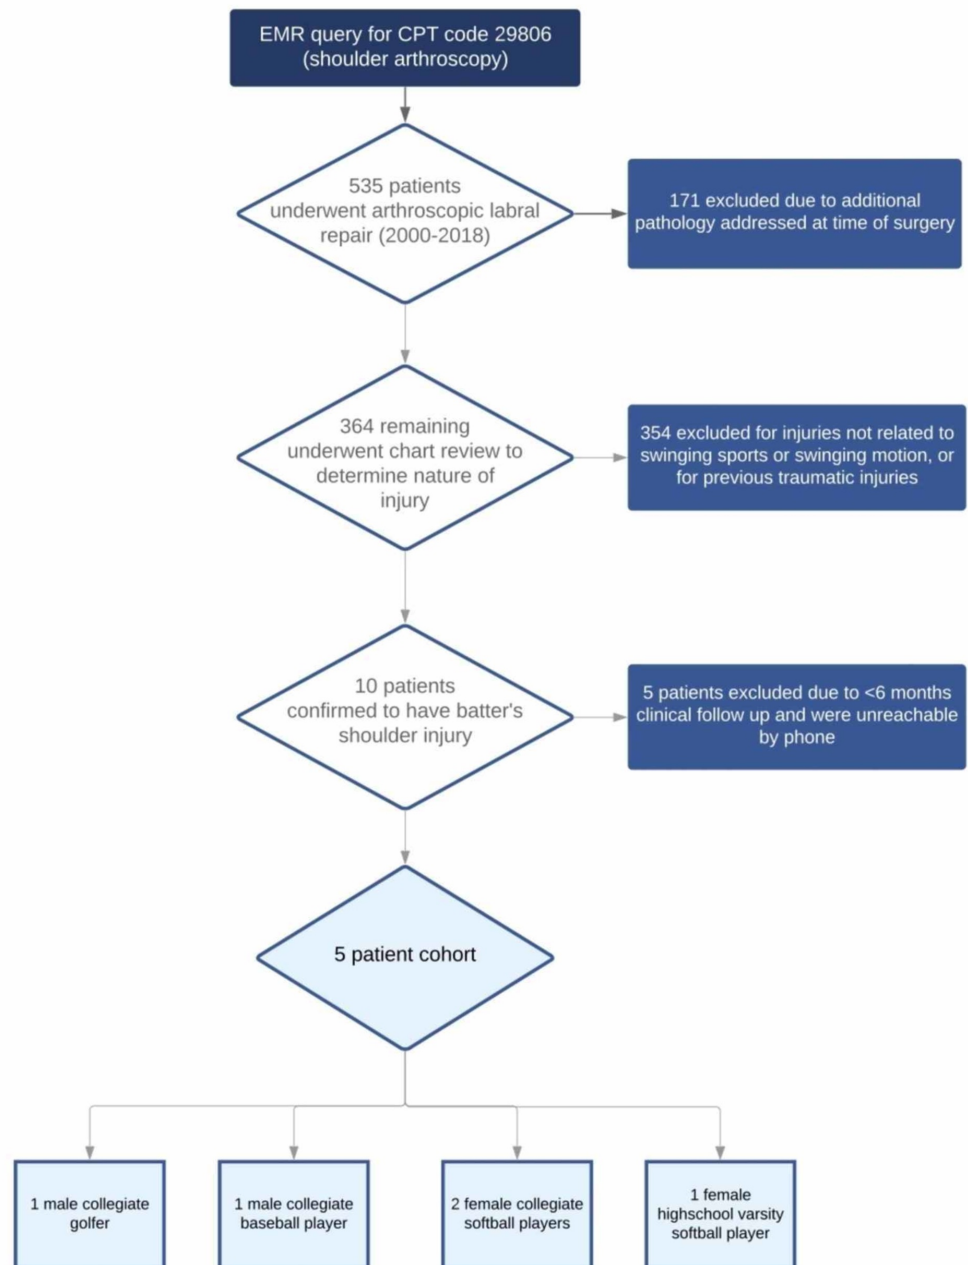 EMR query for CPT code 29806
(shoulder arthroscopy)
535 patients
underwent arthroscopic labral
repair (2000-2018)
171 excluded due to additional
pathology addressed at time of surgery
364 remaining
underwent chart review to
determine nature of
injury
354 excluded for injuries not related to
swinging sports or swinging motion, or
for previous traumatic injuries
10 patients
confirmed to have batter's
shoulder injury
5 patients excluded due to <6 months
clinical follow up and were unreachable
by phone
5 patient cohort
1 male collegiate
golfer
1 male collegiate
baseball player
2 female collegiate
softball players
1 female
highschool varsity
softball player